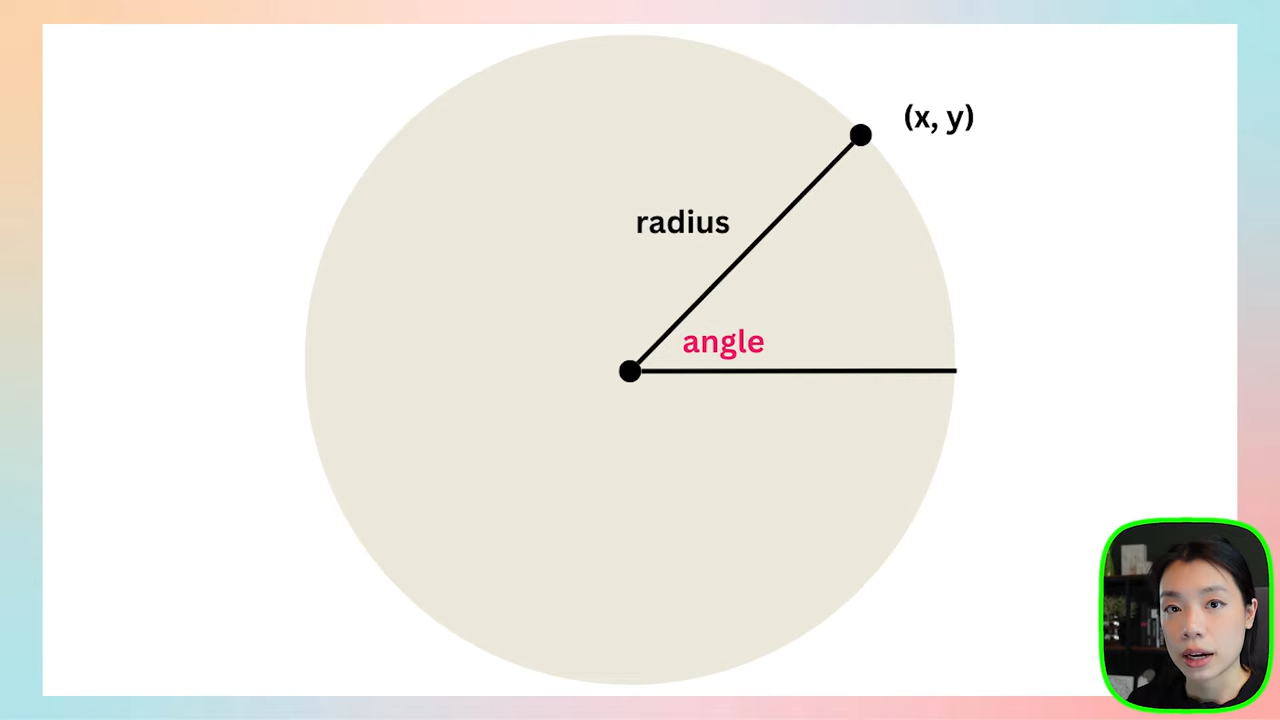 (x, y)
radius
angle